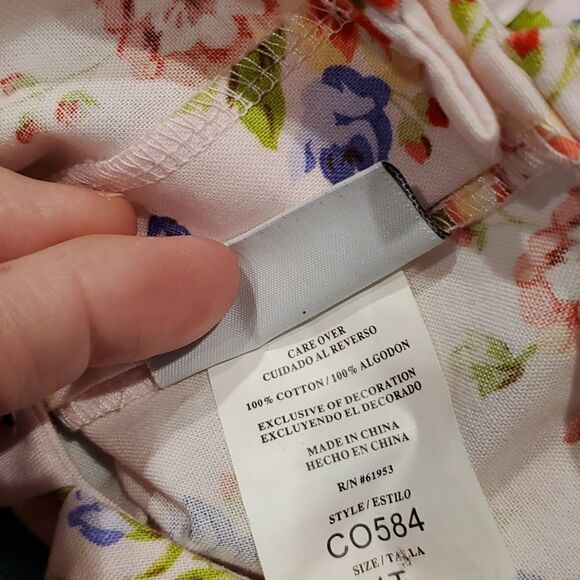 CARE OVER
CUIDADO AL REVERSO
100% COTTON/100% ALGODON
EXCLUSIVE OF DECORATION
EXCLUYENDO EL DECORADO
MADE IN CHINA
HECHO EN CHINA
R/N #61953
STYLE/ESTILO
CO584
SIZE/TALLA